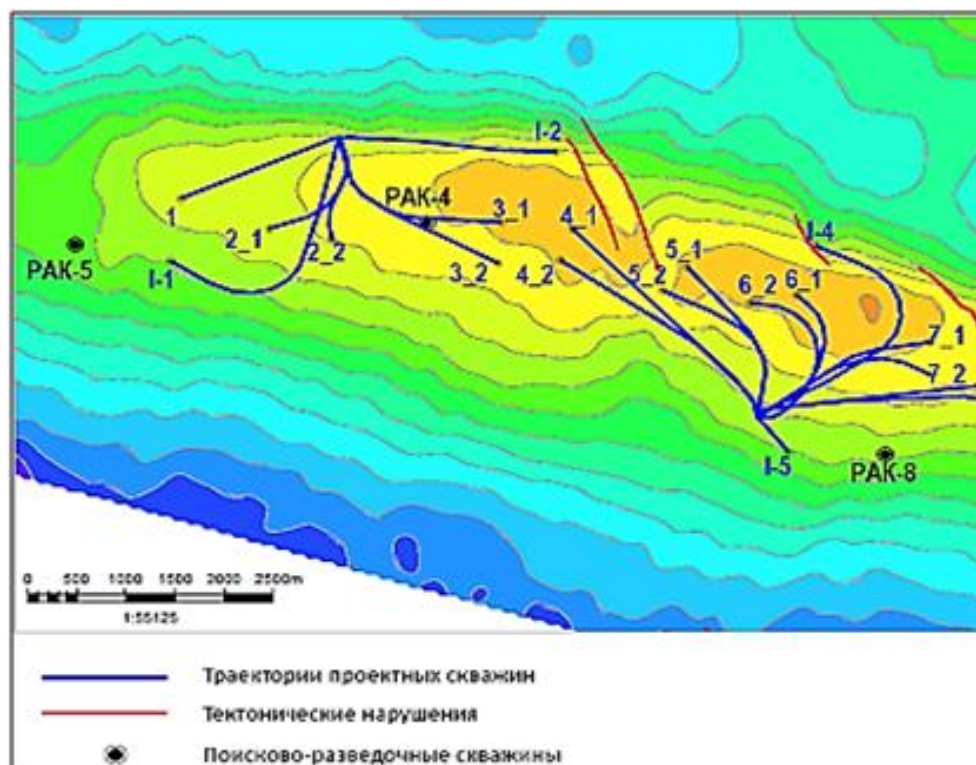 I-2
РАК-4
1
2_1
2_2
3_1
3_2
4_1
4_2
I-4
5_1
5_2
6_2
6_1
7_1
7_2
РАК-5
I-1
I-5
РАК-8
0 500 1000 1500 2000 2500m
1:55125
Траектории проектных скважин
Тектонические нарушения
Поисково-разведочные скважины